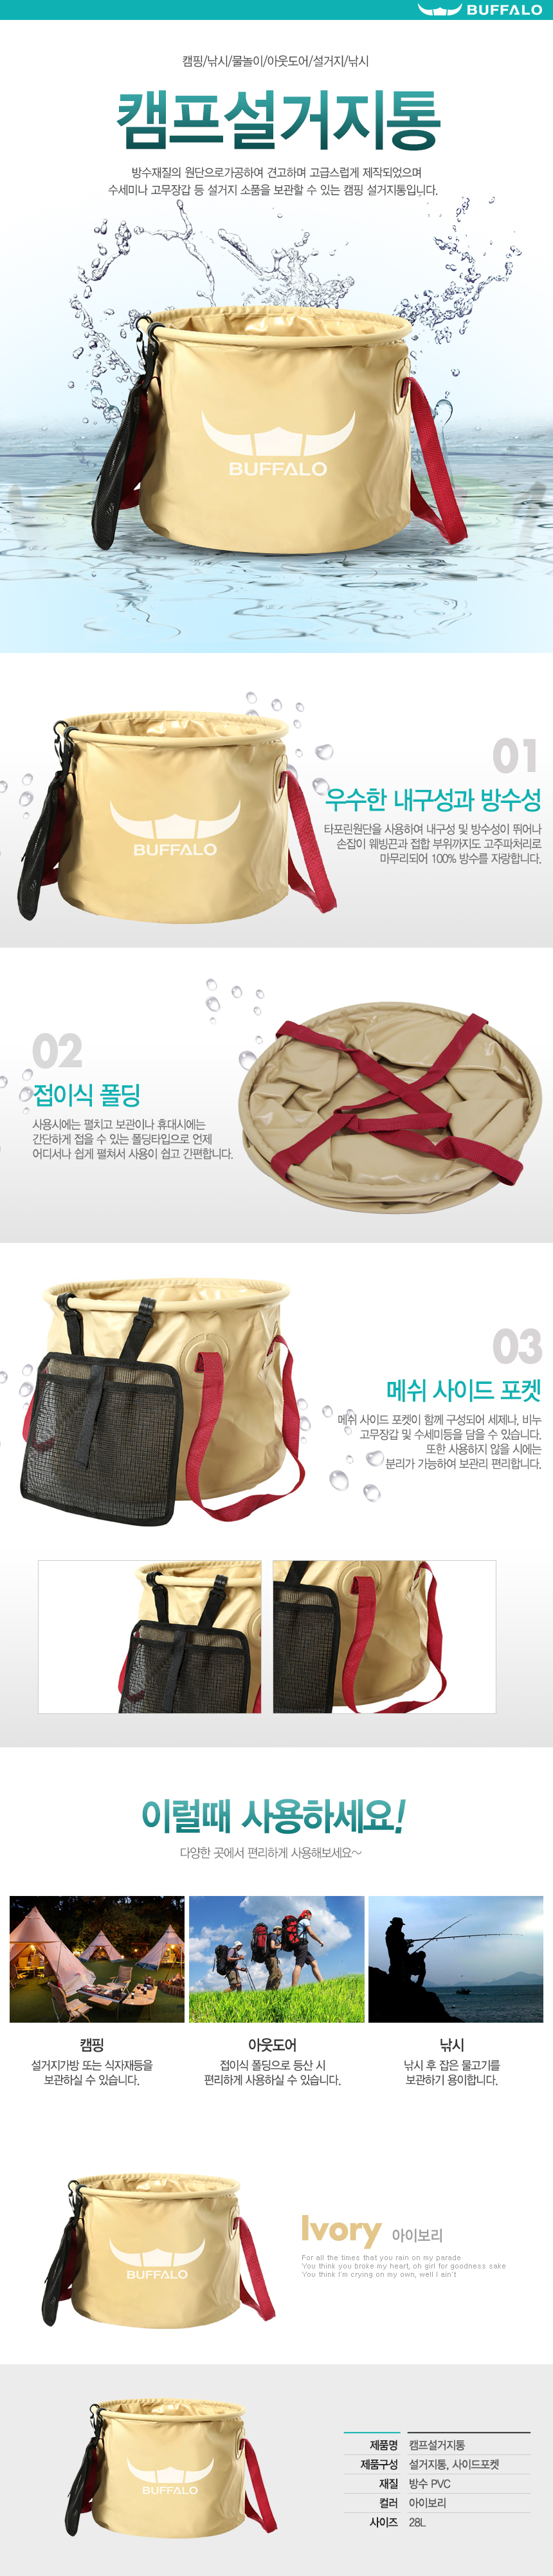 BUFFALO
캠핑/낚시/물놀이/아웃도어/설거지/낚시
캠프설거지통
방수재질의 원단으로가공하여 견고하며 고급스럽게 제작되었으며
수세미나 고무장갑 등 설거지 소품을 보관할 수 있는 캠핑 설거지통입니다.
BUFFALO
BUFFALO
01
우수한 내구성과 방수성
타포린원단을 사용하여 내구성 및 방수성이 뛰어나
손잡이 웨빙끈과 접합 부위까지도 고주파처리로
마무리되어 100% 방수를 자랑합니다.
02
접이식 폴딩
사용시에는 펼치고 보관이나 휴대시에는
간단하게 접을 수 있는 폴딩타입으로 언제
어디서나 쉽게 펼쳐서 사용이 쉽고 간편합니다.
03
메쉬 사이드 포켓
메쉬 사이드 포켓이 함께 구성되어 세제나, 비누
고무장갑 및 수세미등을 담을 수 있습니다.
또한 사용하지 않을 시에는
분리가 가능하여 보관리 편리합니다.
이럴때 사용하세요!
다양한 곳에서 편리하게 사용해보세요~
캠핑
설거지가방 또는 식자재등을
보관하실 수 있습니다.
아웃도어
접이식 폴딩으로 등산 시
편리하게 사용하실 수 있습니다.
낚시
낚시 후 잡은 물고기를
보관하기 용이합니다.
BUFFALO
Ivory 아이보리
For all the times that you rain on my parade
You think you broke my heart, oh girl for goodness sake
You think I'm crying on my own, well I ain't
BUFFALO
제품명 캠프설거지통
제품구성 설거지통, 사이드포켓
재질 방수 PVC
컬러 아이보리
사이즈 28L